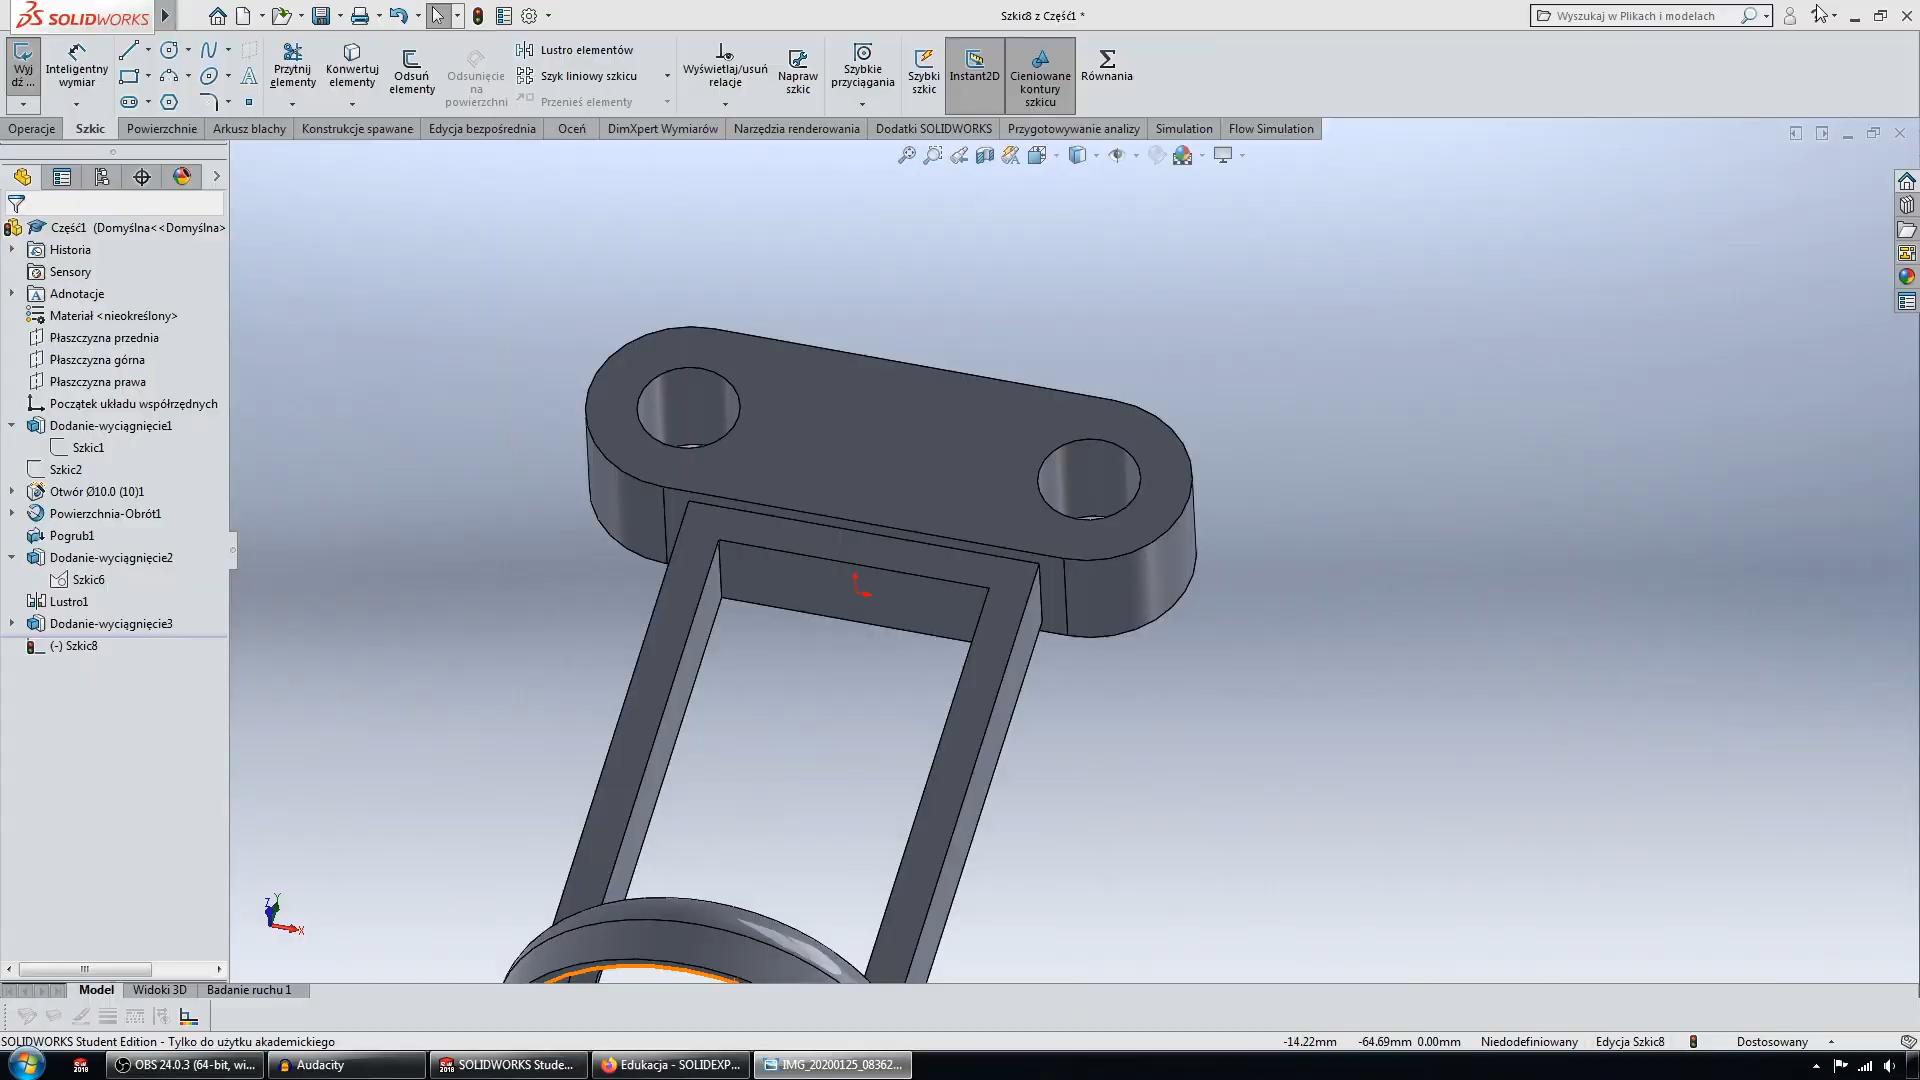 SOLIDWORKS
Szkic8 z Część1 *
Wyszukaj w Plikach i modelach
Wyj
dź ...
Inteligentny
wymiar
Przytnij
elementy
Konwertuj
elementy
Odsuń
elementy
Odsunięcie
na
powierzchni
Lustro elementów
Szyk liniowy szkicu
Przenieś elementy
Wyświetlaj/usuń
relacje
Napraw
szkic
Szybkie
przyciągania
Szybki
szkic
Instant2D
Cieniowane
kontury
szkicu
Równania
Operacje
Szkic
Powierzchnie
Arkusz blachy
Konstrukcje spawane
Edycja bezpośrednia
Oceń
DimXpert Wymiarów
Narzędzia renderowania
Dodatki SOLIDWORKS
Przygotowywanie analizy
Simulation
Flow Simulation
Część1 (Domyślna<<Domyślna>
Historia
Sensory
Adnotacje
Materiał <nieokreślony>
Płaszczyzna przednia
Płaszczyzna górna
Płaszczyzna prawa
Początek układu współrzędnych
Dodanie-wyciągnięcie1
Szkic1
Szkic2
Otwór Ø10.0 (10)1
Powierzchnia-Obrót1
Pogrub1
Dodanie-wyciągnięcie2
Szkic6
Lustro1
Dodanie-wyciągnięcie3
(-) Szkic8
Y
Z
X
Model
Widoki 3D
Badanie ruchu 1
SOLIDWORKS Student Edition - Tylko do użytku akademickiego
-14.22mm
-64.69mm 0.00mm
Niedodefiniowany
Edycja Szkic8
Dostosowany
OBS 24.0.3 (64-bit, wi...
Audacity
SOLIDWORKS Stude...
Edukacja - SOLIDEXP...
IMG_20200125_08362...